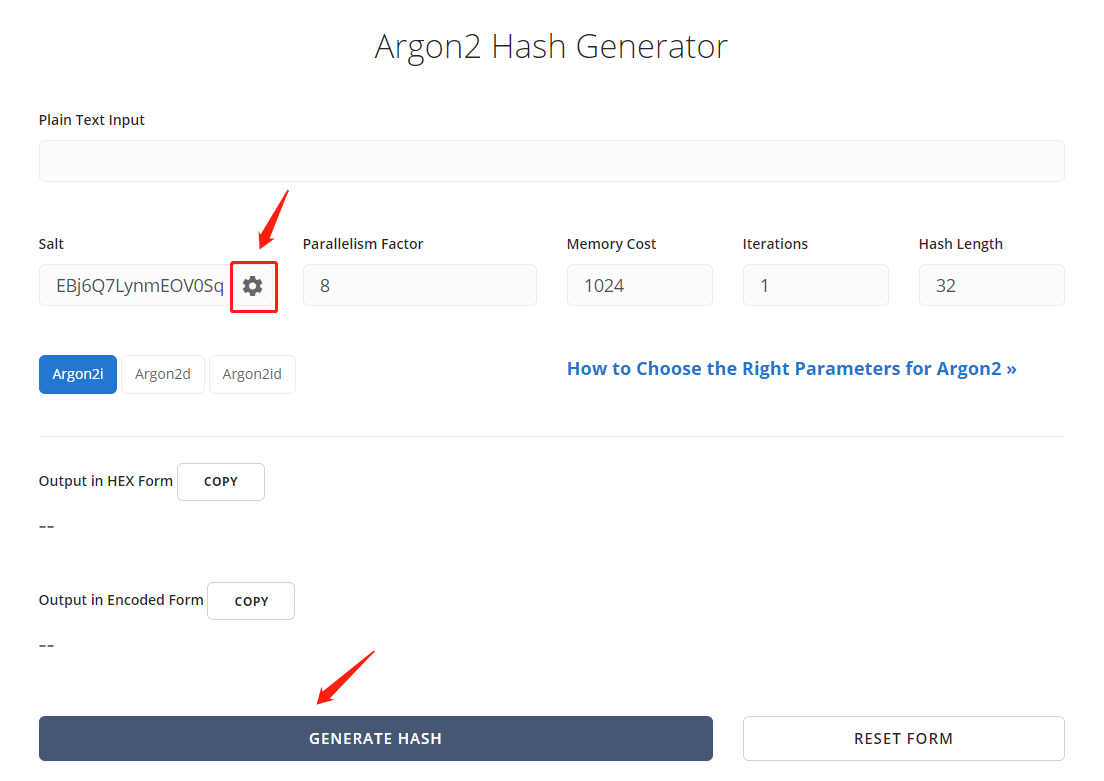 Argon2 Hash Generator
Plain Text Input
Salt Parallelism Factor Memory Cost Iterations Hash Length
EBj6Q7LynmEOV0Sq 8 1024 1 32
Argon2i Argon2d Argon2id How to Choose the Right Parameters for Argon2 »
Output in HEX Form COPY
--
Output in Encoded Form COPY
--
GENERATE HASH RESET FORM